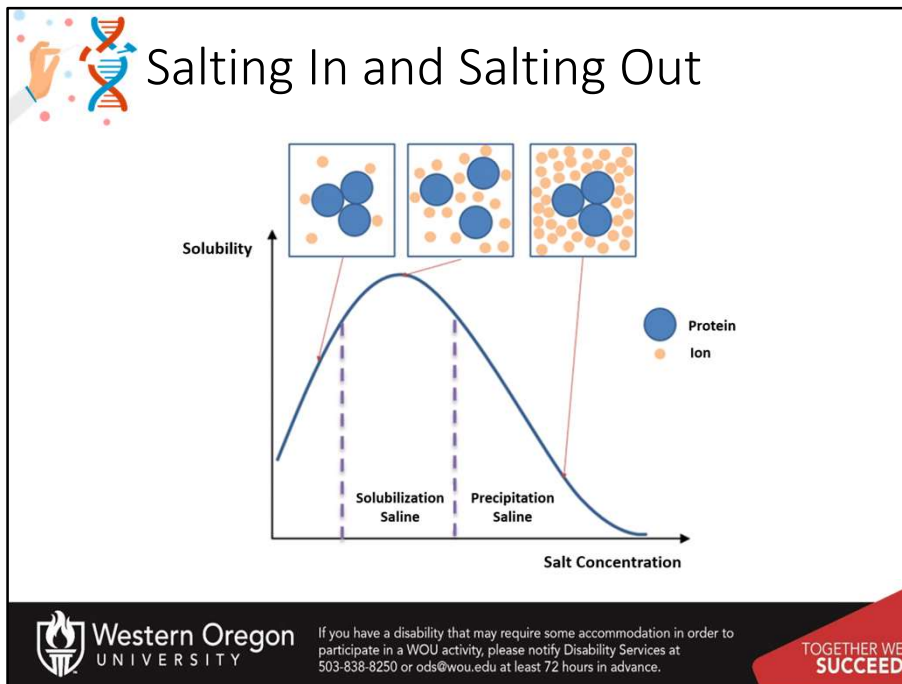 Salting In and Salting Out
Solubility
Protein
Ion
Solubilization
Saline
Precipitation
Saline
Salt Concentration
Western Oregon
UNIVERSITY
If you have a disability that may require some accommodation in order to
participate in a WOU activity, please notify Disability Services at
503-838-8250 or ods@wou.edu at least 72 hours in advance.
TOGETHER WE
SUCCEED